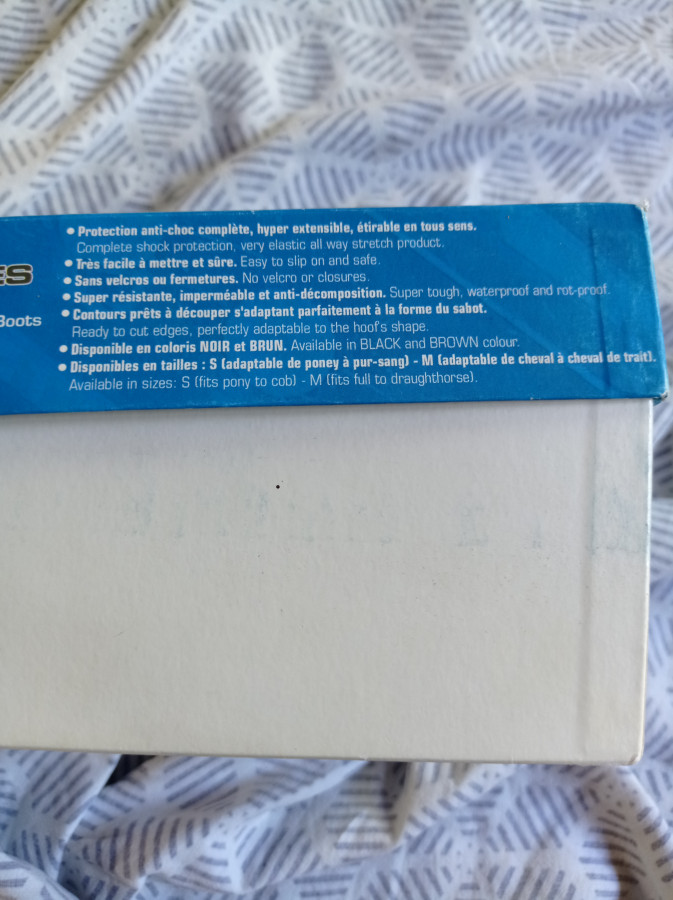 ES
Boots
• Protection anti-choc complète, hyper extensible, étirable en tous sens.
Complete shock protection, very elastic all way stretch product.
• Très facile à mettre et sûre. Easy to slip on and safe.
• Sans velcros ou fermetures. No velcro or closures.
• Super résistante, imperméable et anti-décomposition. Super tough, waterproof and rot-proof.
• Contours prêts à découper s'adaptant parfaitement à la forme du sabot.
Ready to cut edges, perfectly adaptable to the hoof's shape.
• Disponible en coloris NOIR et BRUN. Available in BLACK and BROWN colour.
• Disponibles en tailles : S (adaptable de poney à pur-sang) - M (adaptable de cheval à cheval de trait).
Available in sizes: S (fits pony to cob) - M (fits full to draughthorse).